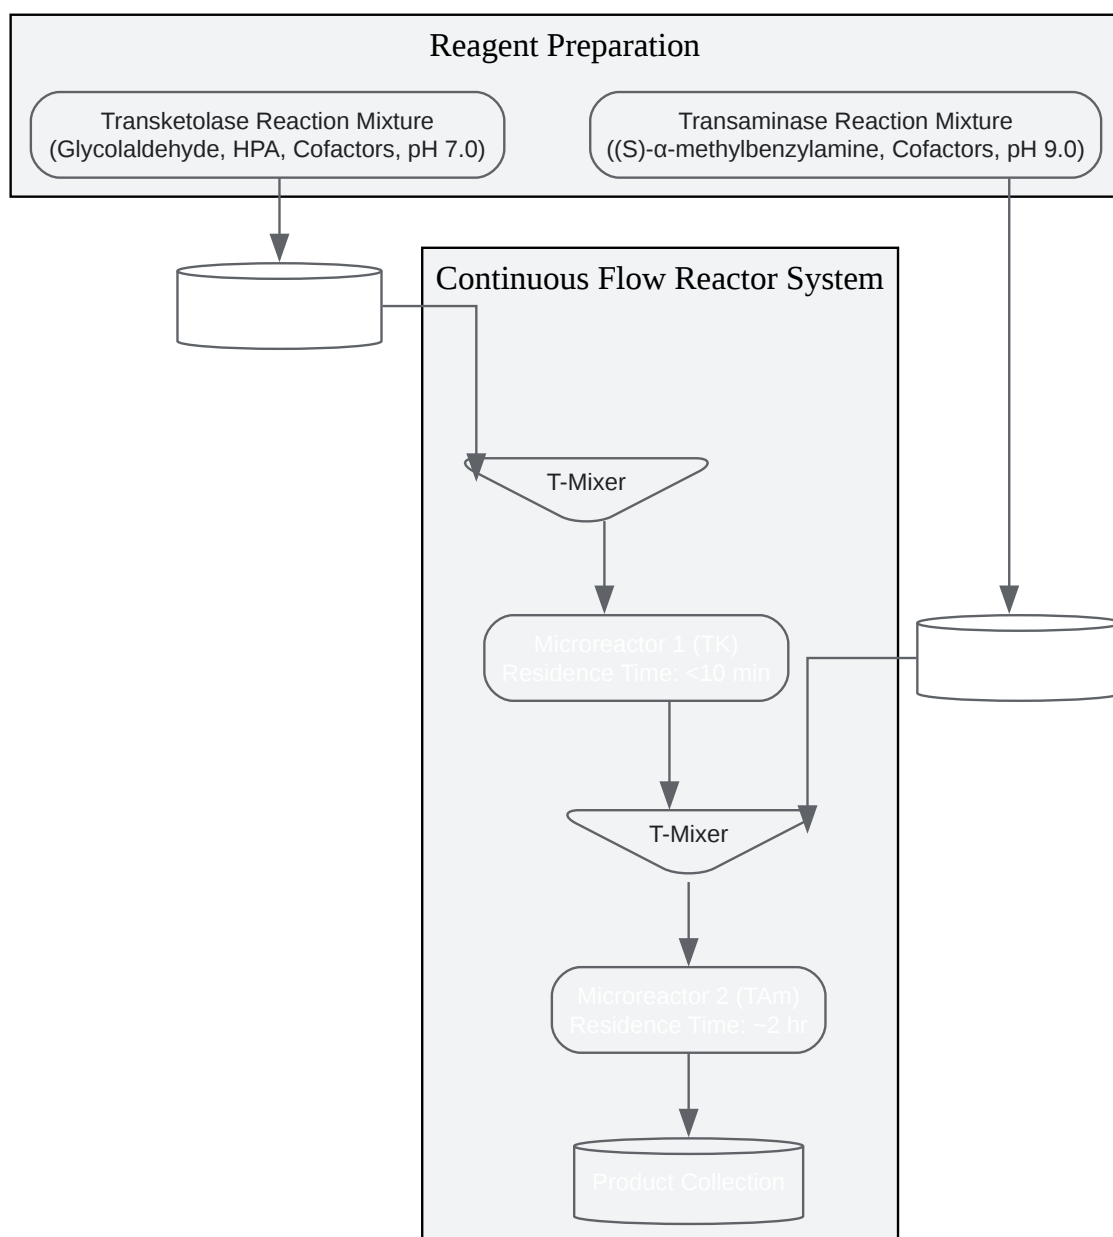 Reagent Preparation
Transketolase Reaction Mixture
(Glycolaldehyde, HPA, Cofactors, pH 7.0)
Transaminase Reaction Mixture
((S)-α-methylbenzylamine, Cofactors, pH 9.0)
Continuous Flow Reactor System
T-Mixer
Microreactor 1 (TK)
Residence Time: <10 min
T-Mixer
Microreactor 2 (TAm)
Residence Time: ~2 hr
Product Collection